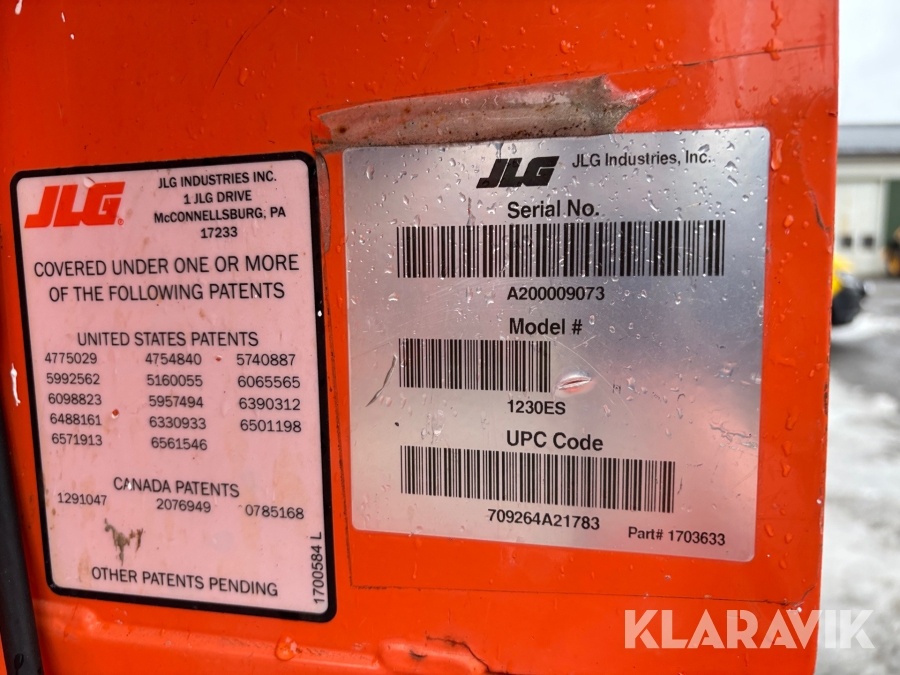 JLG
JLG INDUSTRIES INC.
1 JLG DRIVE
McCONNELLSBURG, PA
17233
COVERED UNDER ONE OR MORE
OF THE FOLLOWING PATENTS
UNITED STATES PATENTS
4775029 4754840 5740887
5992562 5160055 6065565
6098823 5957494 6390312
6488161 6330933 6501198
6571913 6561546
CANADA PATENTS
1291047 2076949 0785168
OTHER PATENTS PENDING
1700584 L
JLG JLG Industries, Inc.
Serial No.
A200009073
Model #
1230ES
UPC Code
709264A21783
Part# 1703633
KLARAVIK